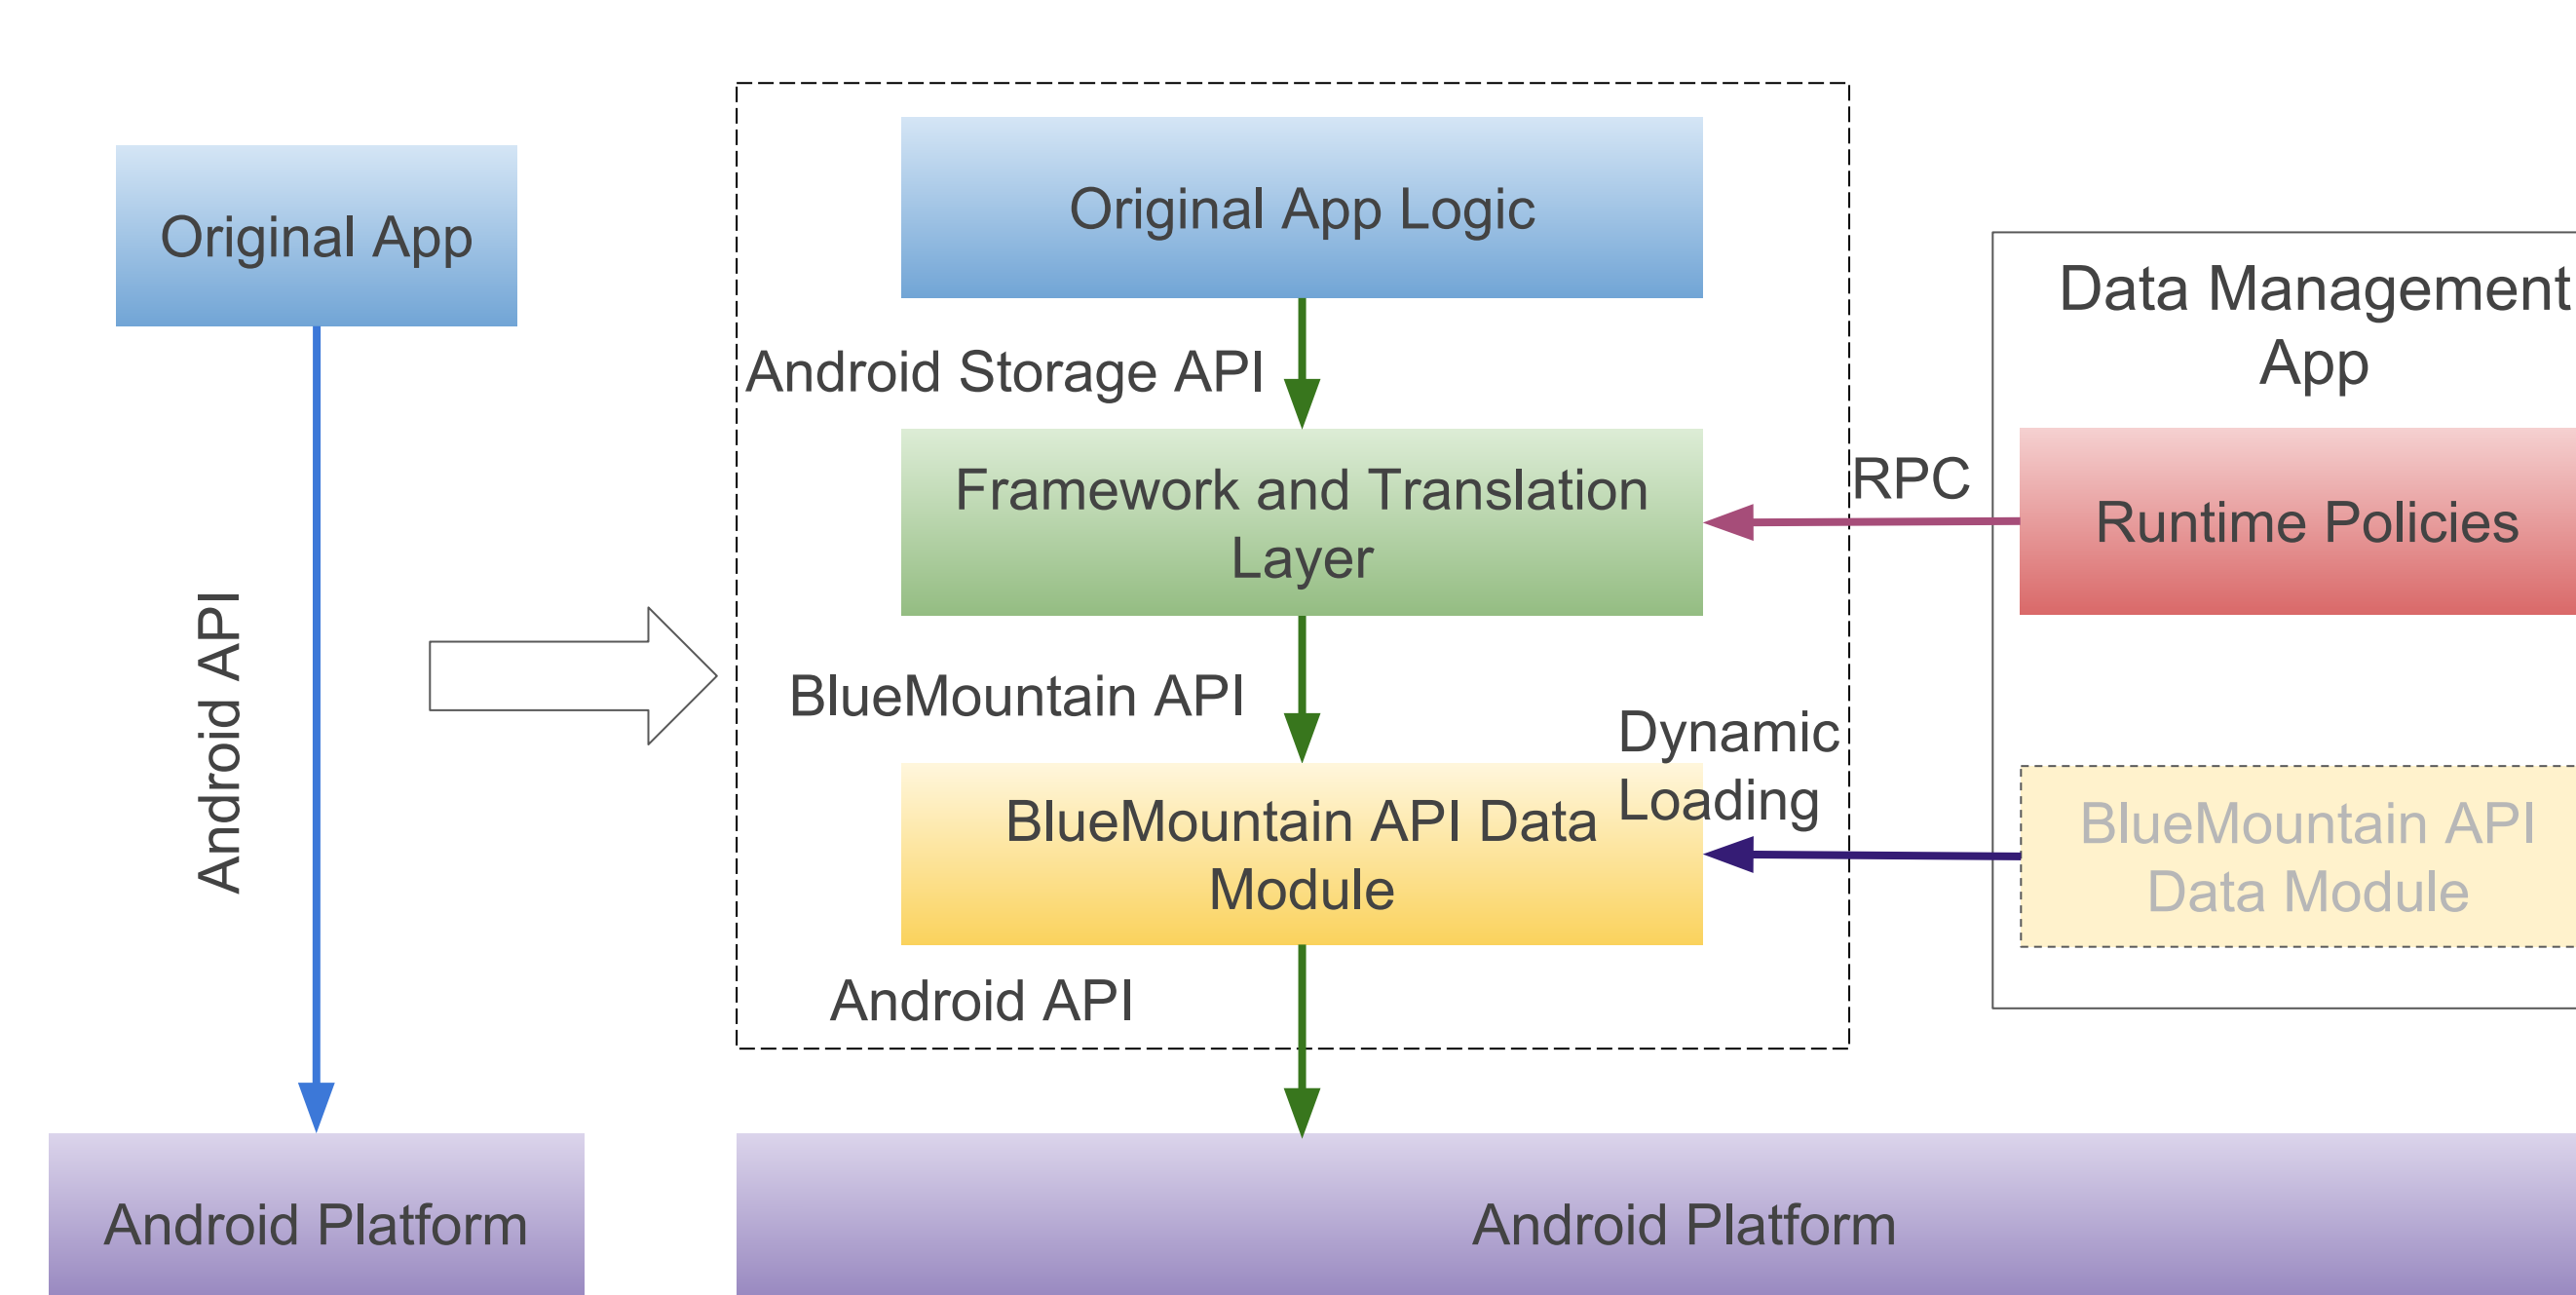 Original App
Android API
Android Platform
Original App Logic
Android Storage API
Framework and Translation
Layer
BlueMountain API
BlueMountain API Data
Module
Android API
RPC
Dynamic
Loading
Data Management
App
Runtime Policies
BlueMountain API
Data Module
Android Platform